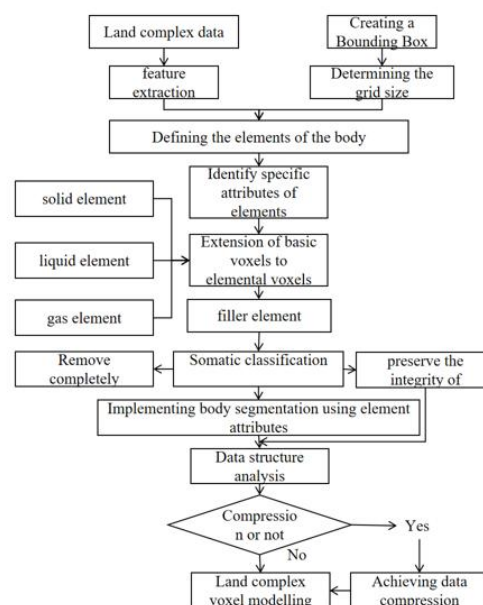 Land complex data
Creating a
Bounding Box
feature
extraction
Determining the
grid size
Defining the elements of the body
Identify specific
attributes of
elements
solid element
Extension of basic
voxels to
elemental voxels
liquid element
gas element
filler element
Remove
completely
Somatic classification
preserve the
integrity of
Implementing body segmentation using element
attributes
Data structure
analysis
Compressio
n or not
Yes
No
Land complex
voxel modelling
Achieving data
compression